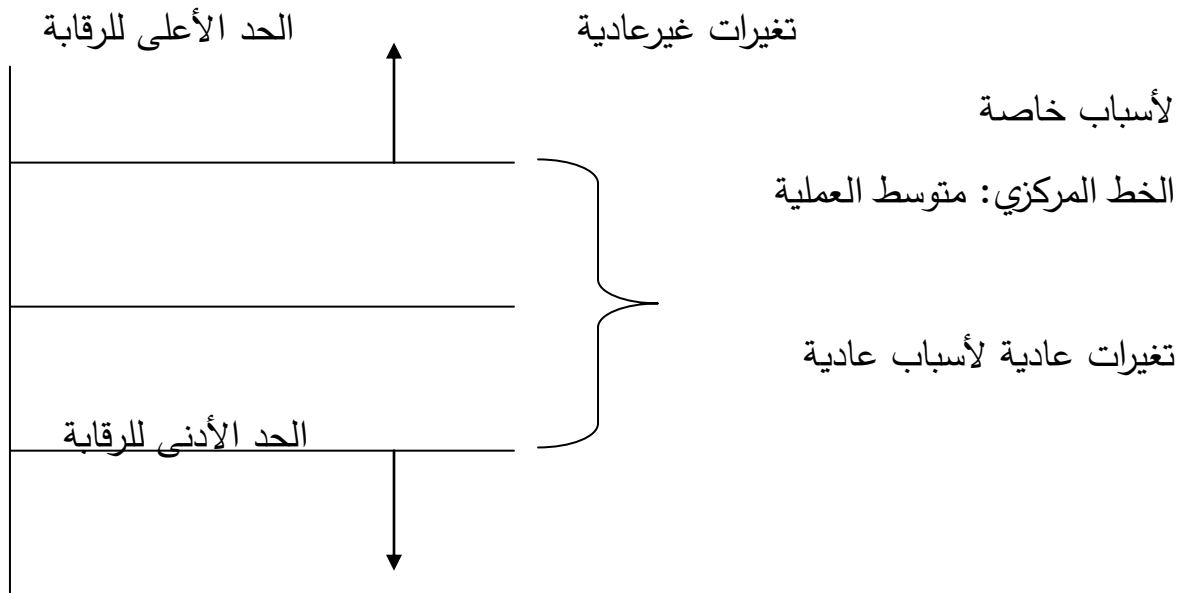 تغيرات غيرعادية
الحد الأعلى للرقابة
لأسباب خاصة
الخط المركزي: متوسط العملية
تغيرات عادية لأسباب عادية
الحد الأدنى للرقابة